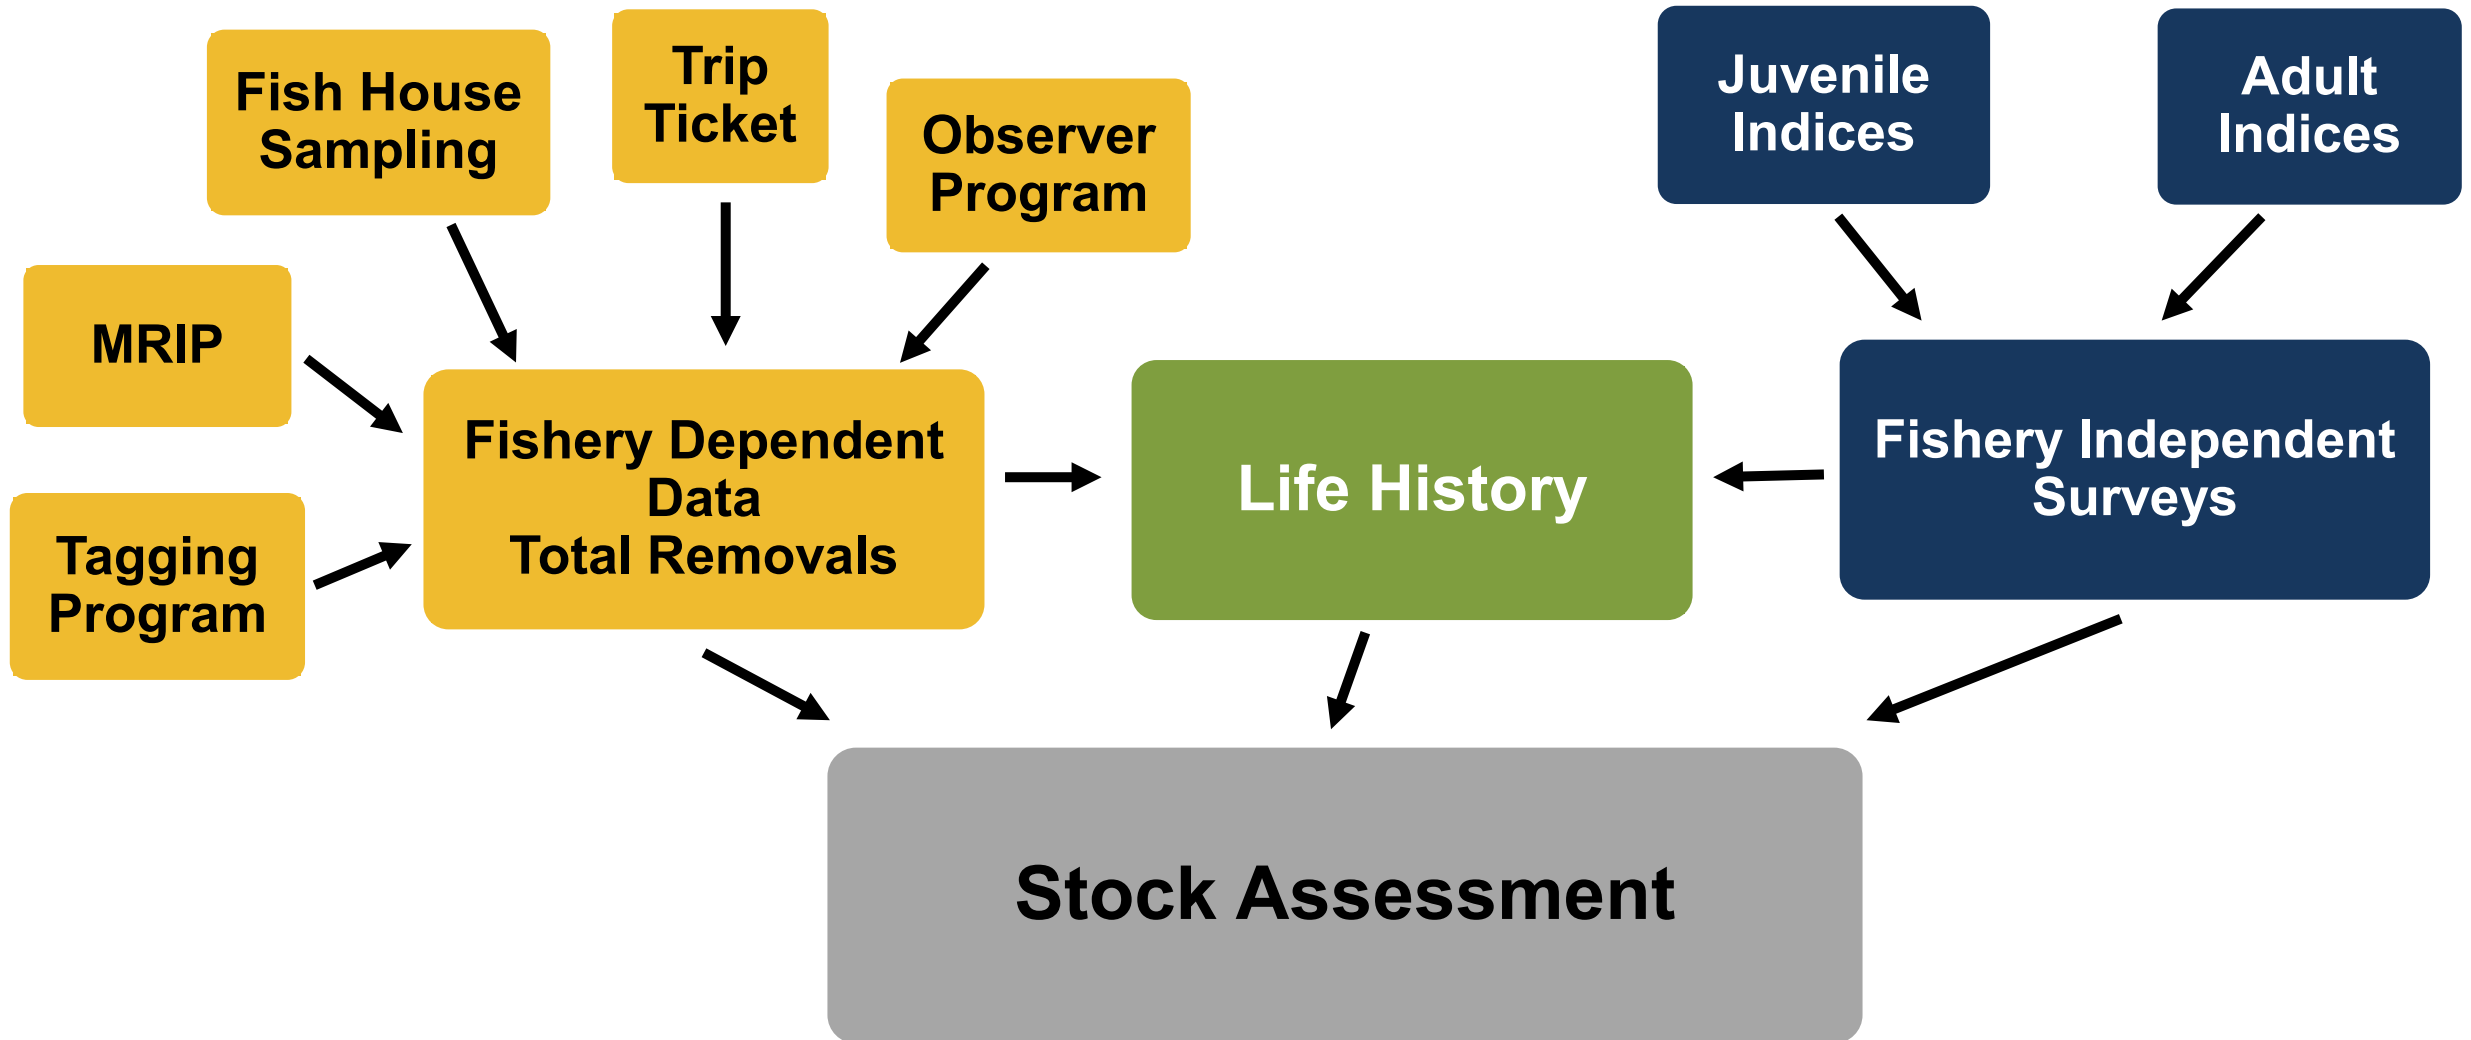 Fish House
Sampling
Trip
Ticket
Observer
Program
Juvenile
Indices
Adult
Indices
MRIP
Tagging
Program
Fishery Dependent
Data
Total Removals
Life History
Fishery Independent
Surveys
Stock Assessment